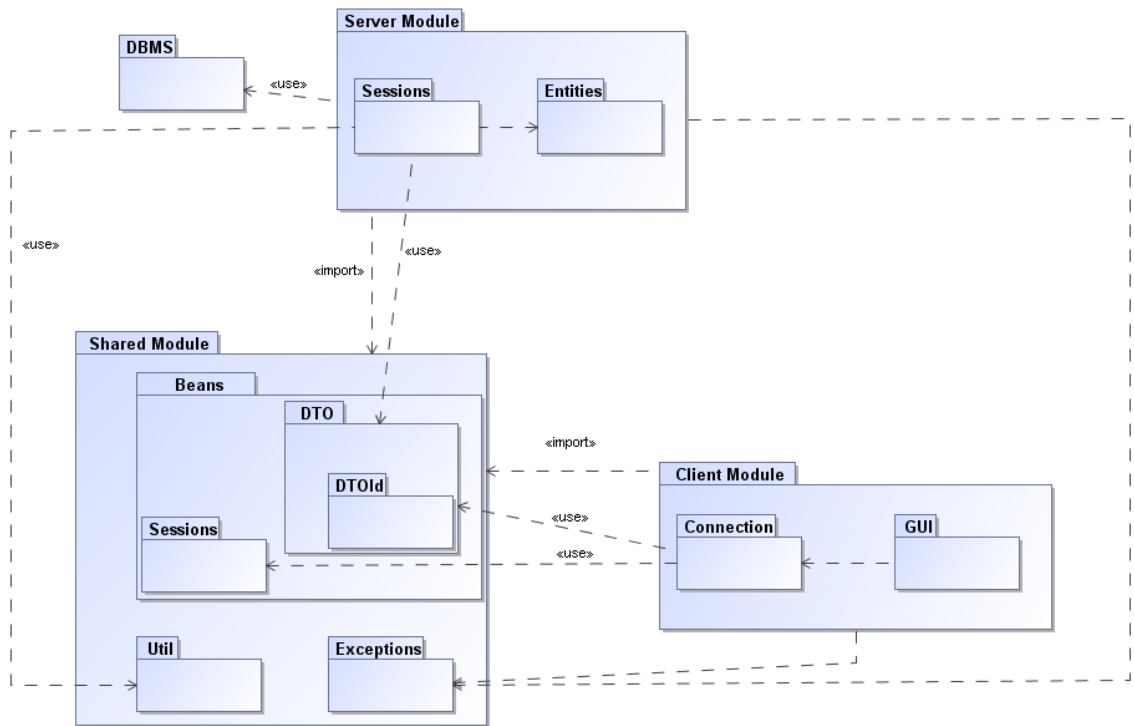 Server Module
DBMS
«use»
Sessions
Entities
«use»
«use»
«import»
Shared Module
Beans
DTO
«import»
Client Module
DTOId
«use»
Connection
GUI
Sessions
«use»
Util
Exceptions